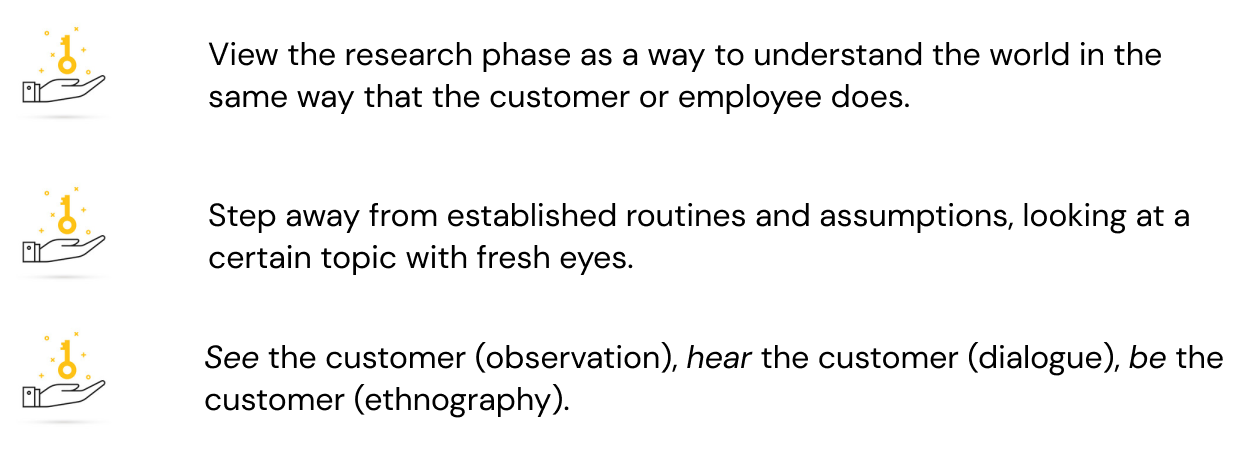 View the research phase as a way to understand the world in the
same way that the customer or employee does.
Step away from established routines and assumptions, looking at a
certain topic with fresh eyes.
See the customer (observation), hear the customer (dialogue), be the
customer (ethnography).